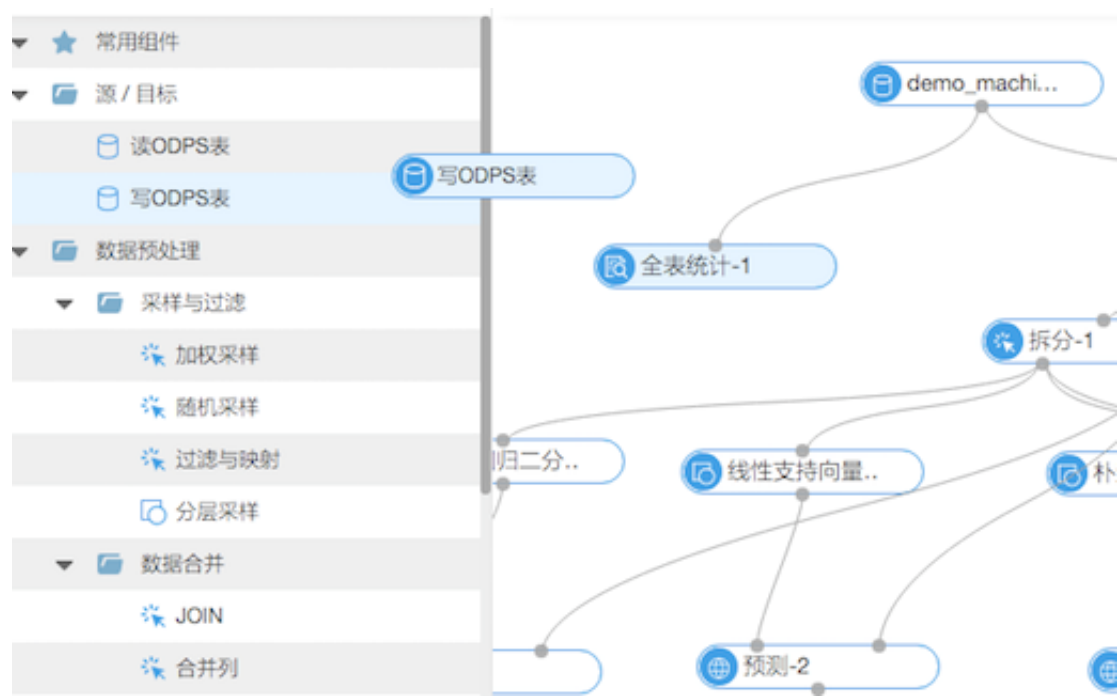 常用组件
源 / 目标
读ODPS表
写ODPS表
数据预处理
采样与过滤
加权采样
随机采样
过滤与映射
分层采样
数据合并
JOIN
合并列
写ODPS表
demo_machi...
全表统计-1
拆分-1
归二分..
线性支持向量..
朴
预测-2